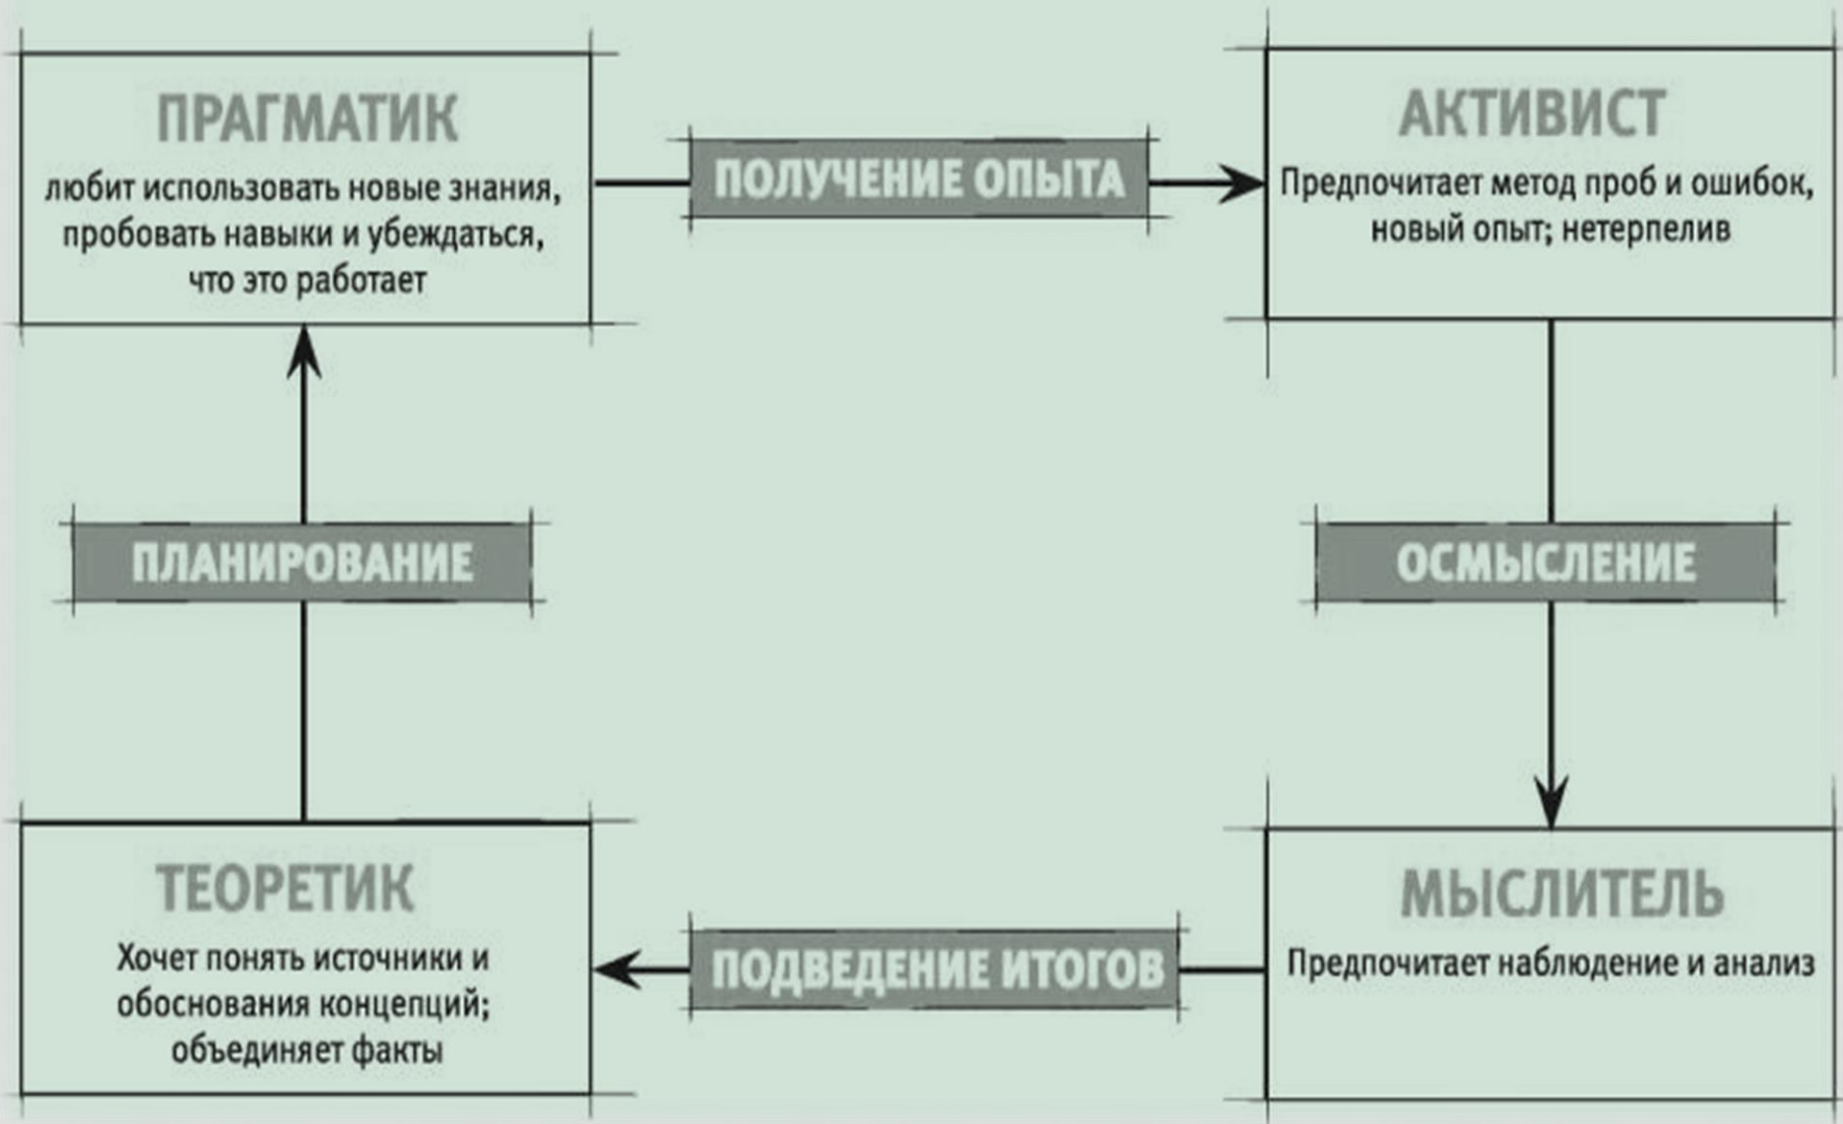 ПРАГМАТИК
любит использовать новые знания,
пробовать навыки и убеждаться,
что это работает
ПОЛУЧЕНИЕ ОПЫТА
АКТИВИСТ
Предпочитает метод проб и ошибок,
новый опыт; нетерпелив
ПЛАНИРОВАНИЕ
ОСМЫСЛЕНИЕ
ТЕОРЕТИК
Хочет понять источники и
обоснования концепций;
объединяет факты
ПОДВЕДЕНИЕ ИТОГОВ
МЫСЛИТЕЛЬ
Предпочитает наблюдение и анализ